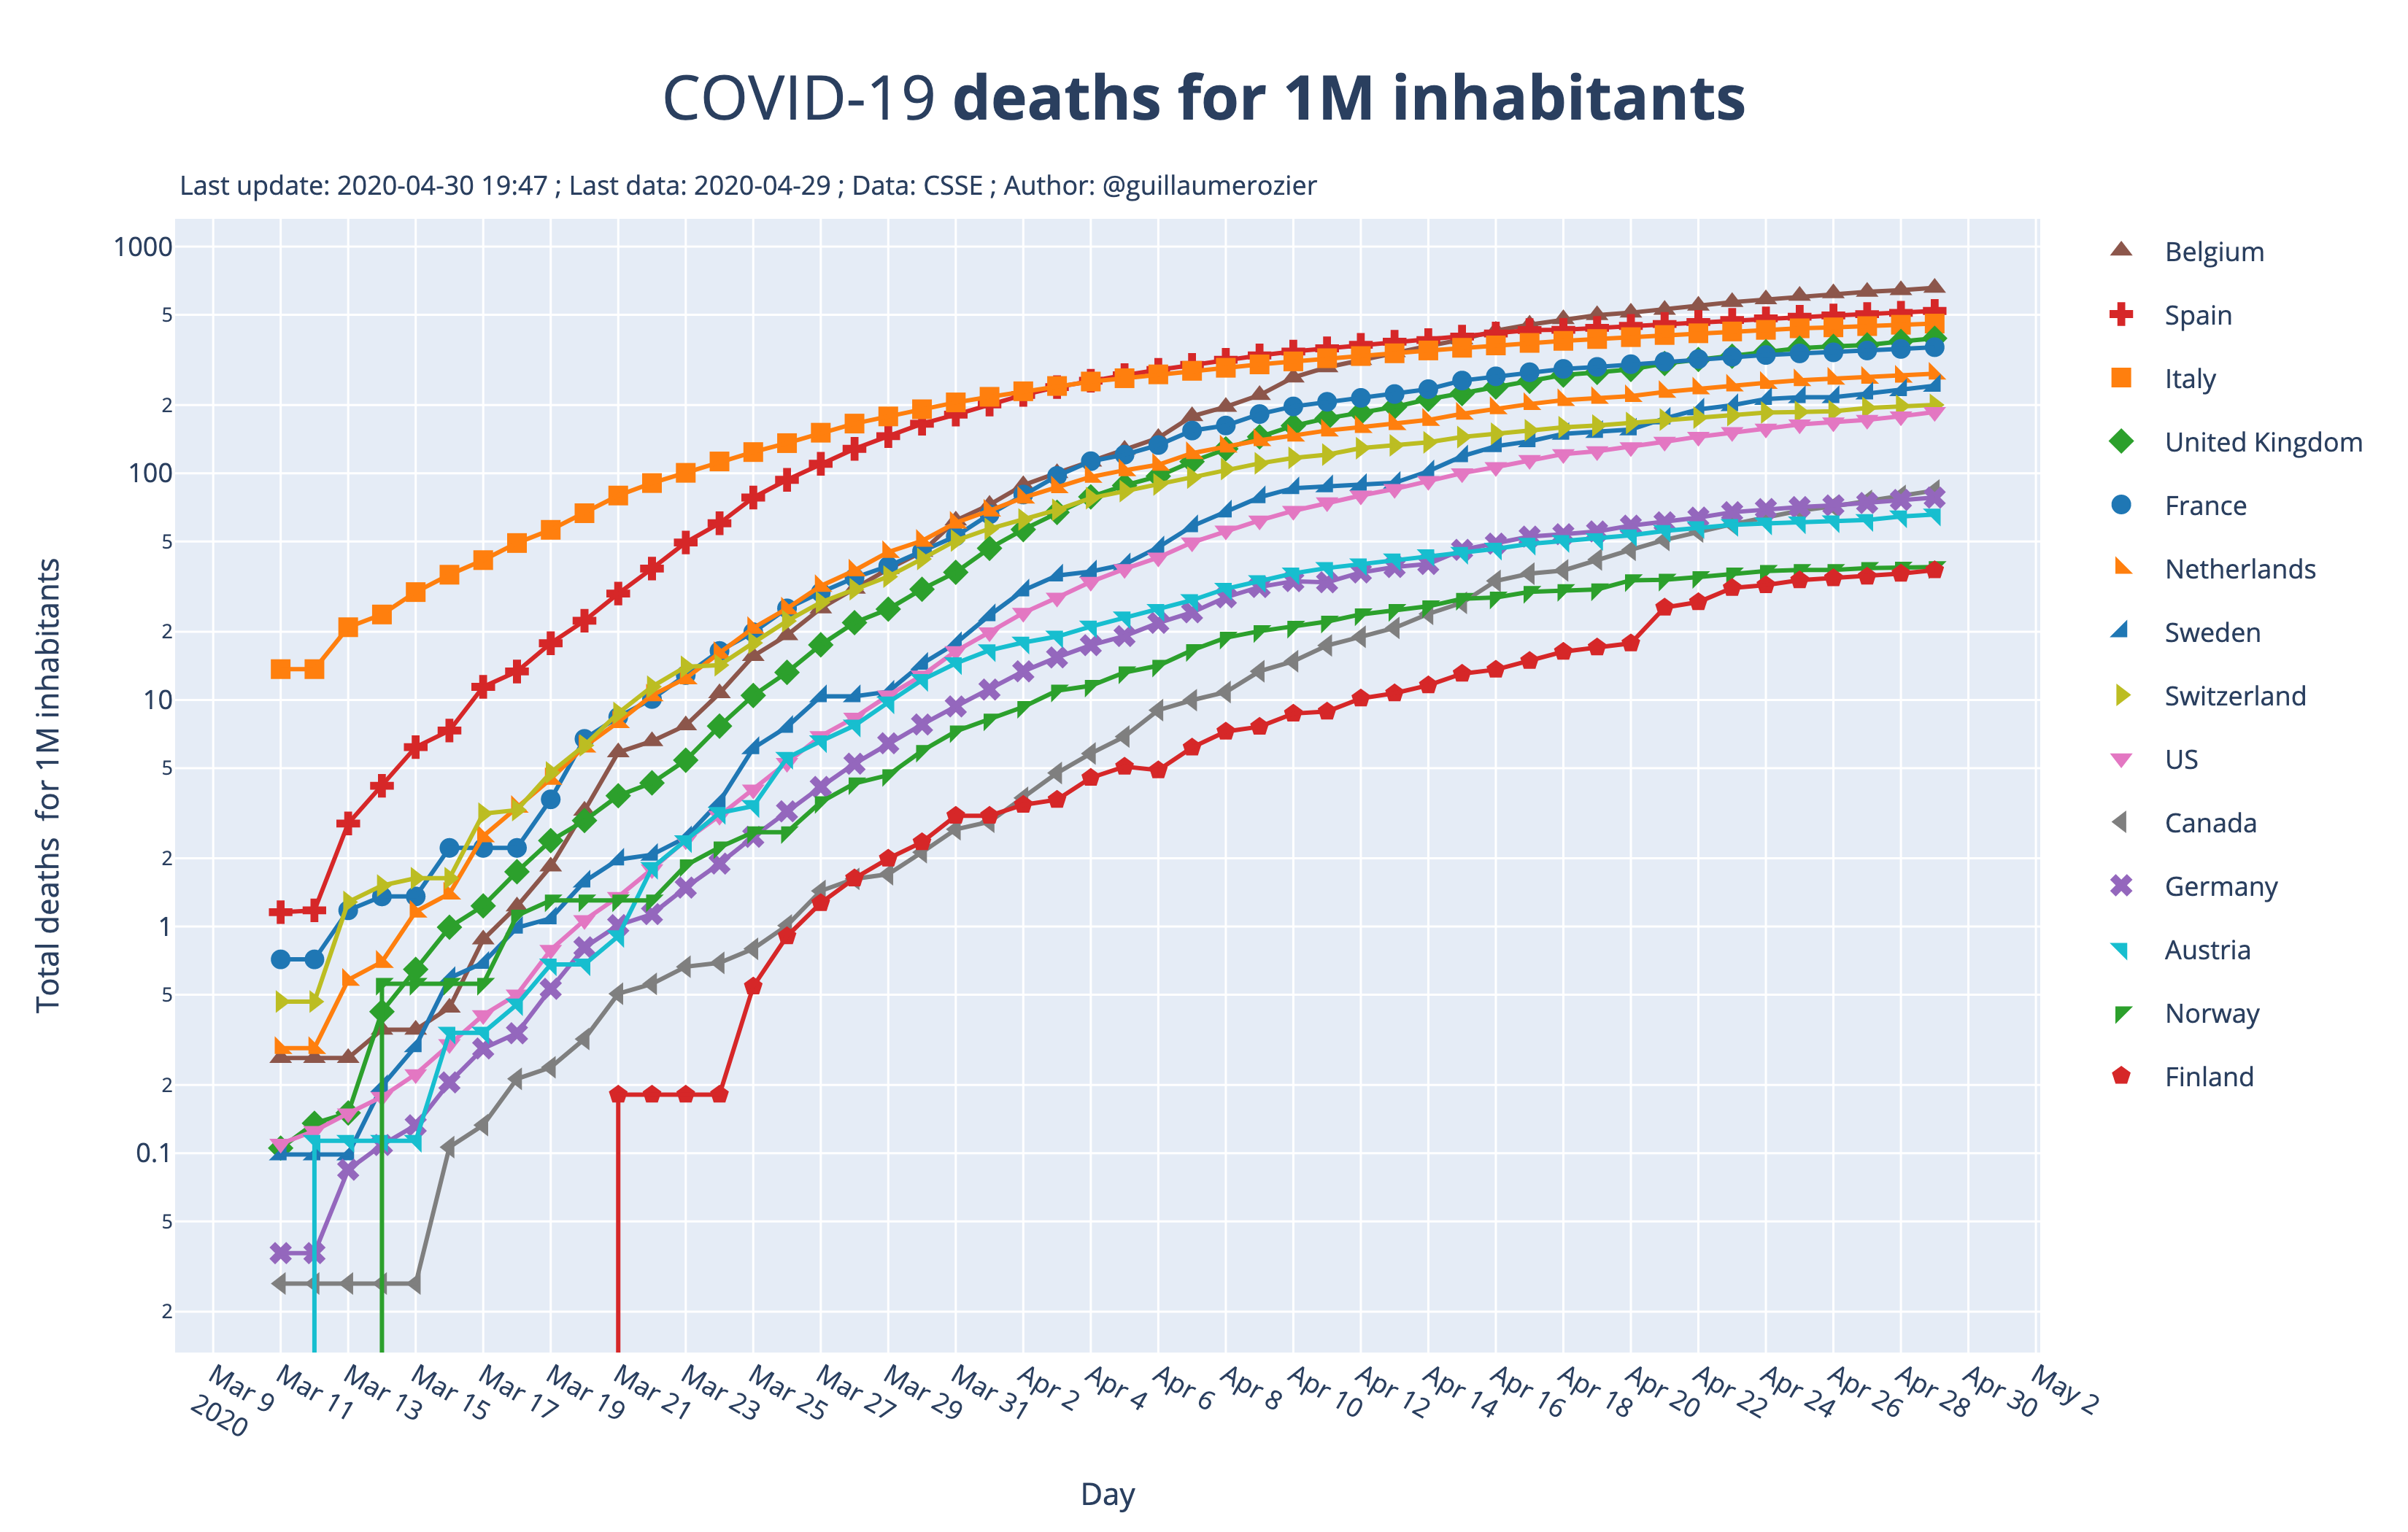 COVID-19 deaths for 1M inhabitants
Last update: 2020-04-30 19:47 ; Last data: 2020-04-29 ; Data: CSSE ; Author: @guillaumerozier
Total deaths for 1M inhabitants
1000
5
2
100
5
2
10
5
2
1
5
2
0.1
5
2
Mar 9
2020
Mar 11
Mar 13
Mar 15
Mar 17
Mar 19
Mar 21
Mar 23
Mar 25
Mar 27
Mar 29
Mar 31
Apr 2
Apr 4
Apr 6
Apr 8
Apr 10
Apr 12
Apr 14
Apr 16
Apr 18
Apr 20
Apr 22
Apr 24
Apr 26
Apr 28
Apr 30
May 2
Day
Belgium
Spain
Italy
United Kingdom
France
Netherlands
Sweden
Switzerland
US
Canada
Germany
Austria
Norway
Finland